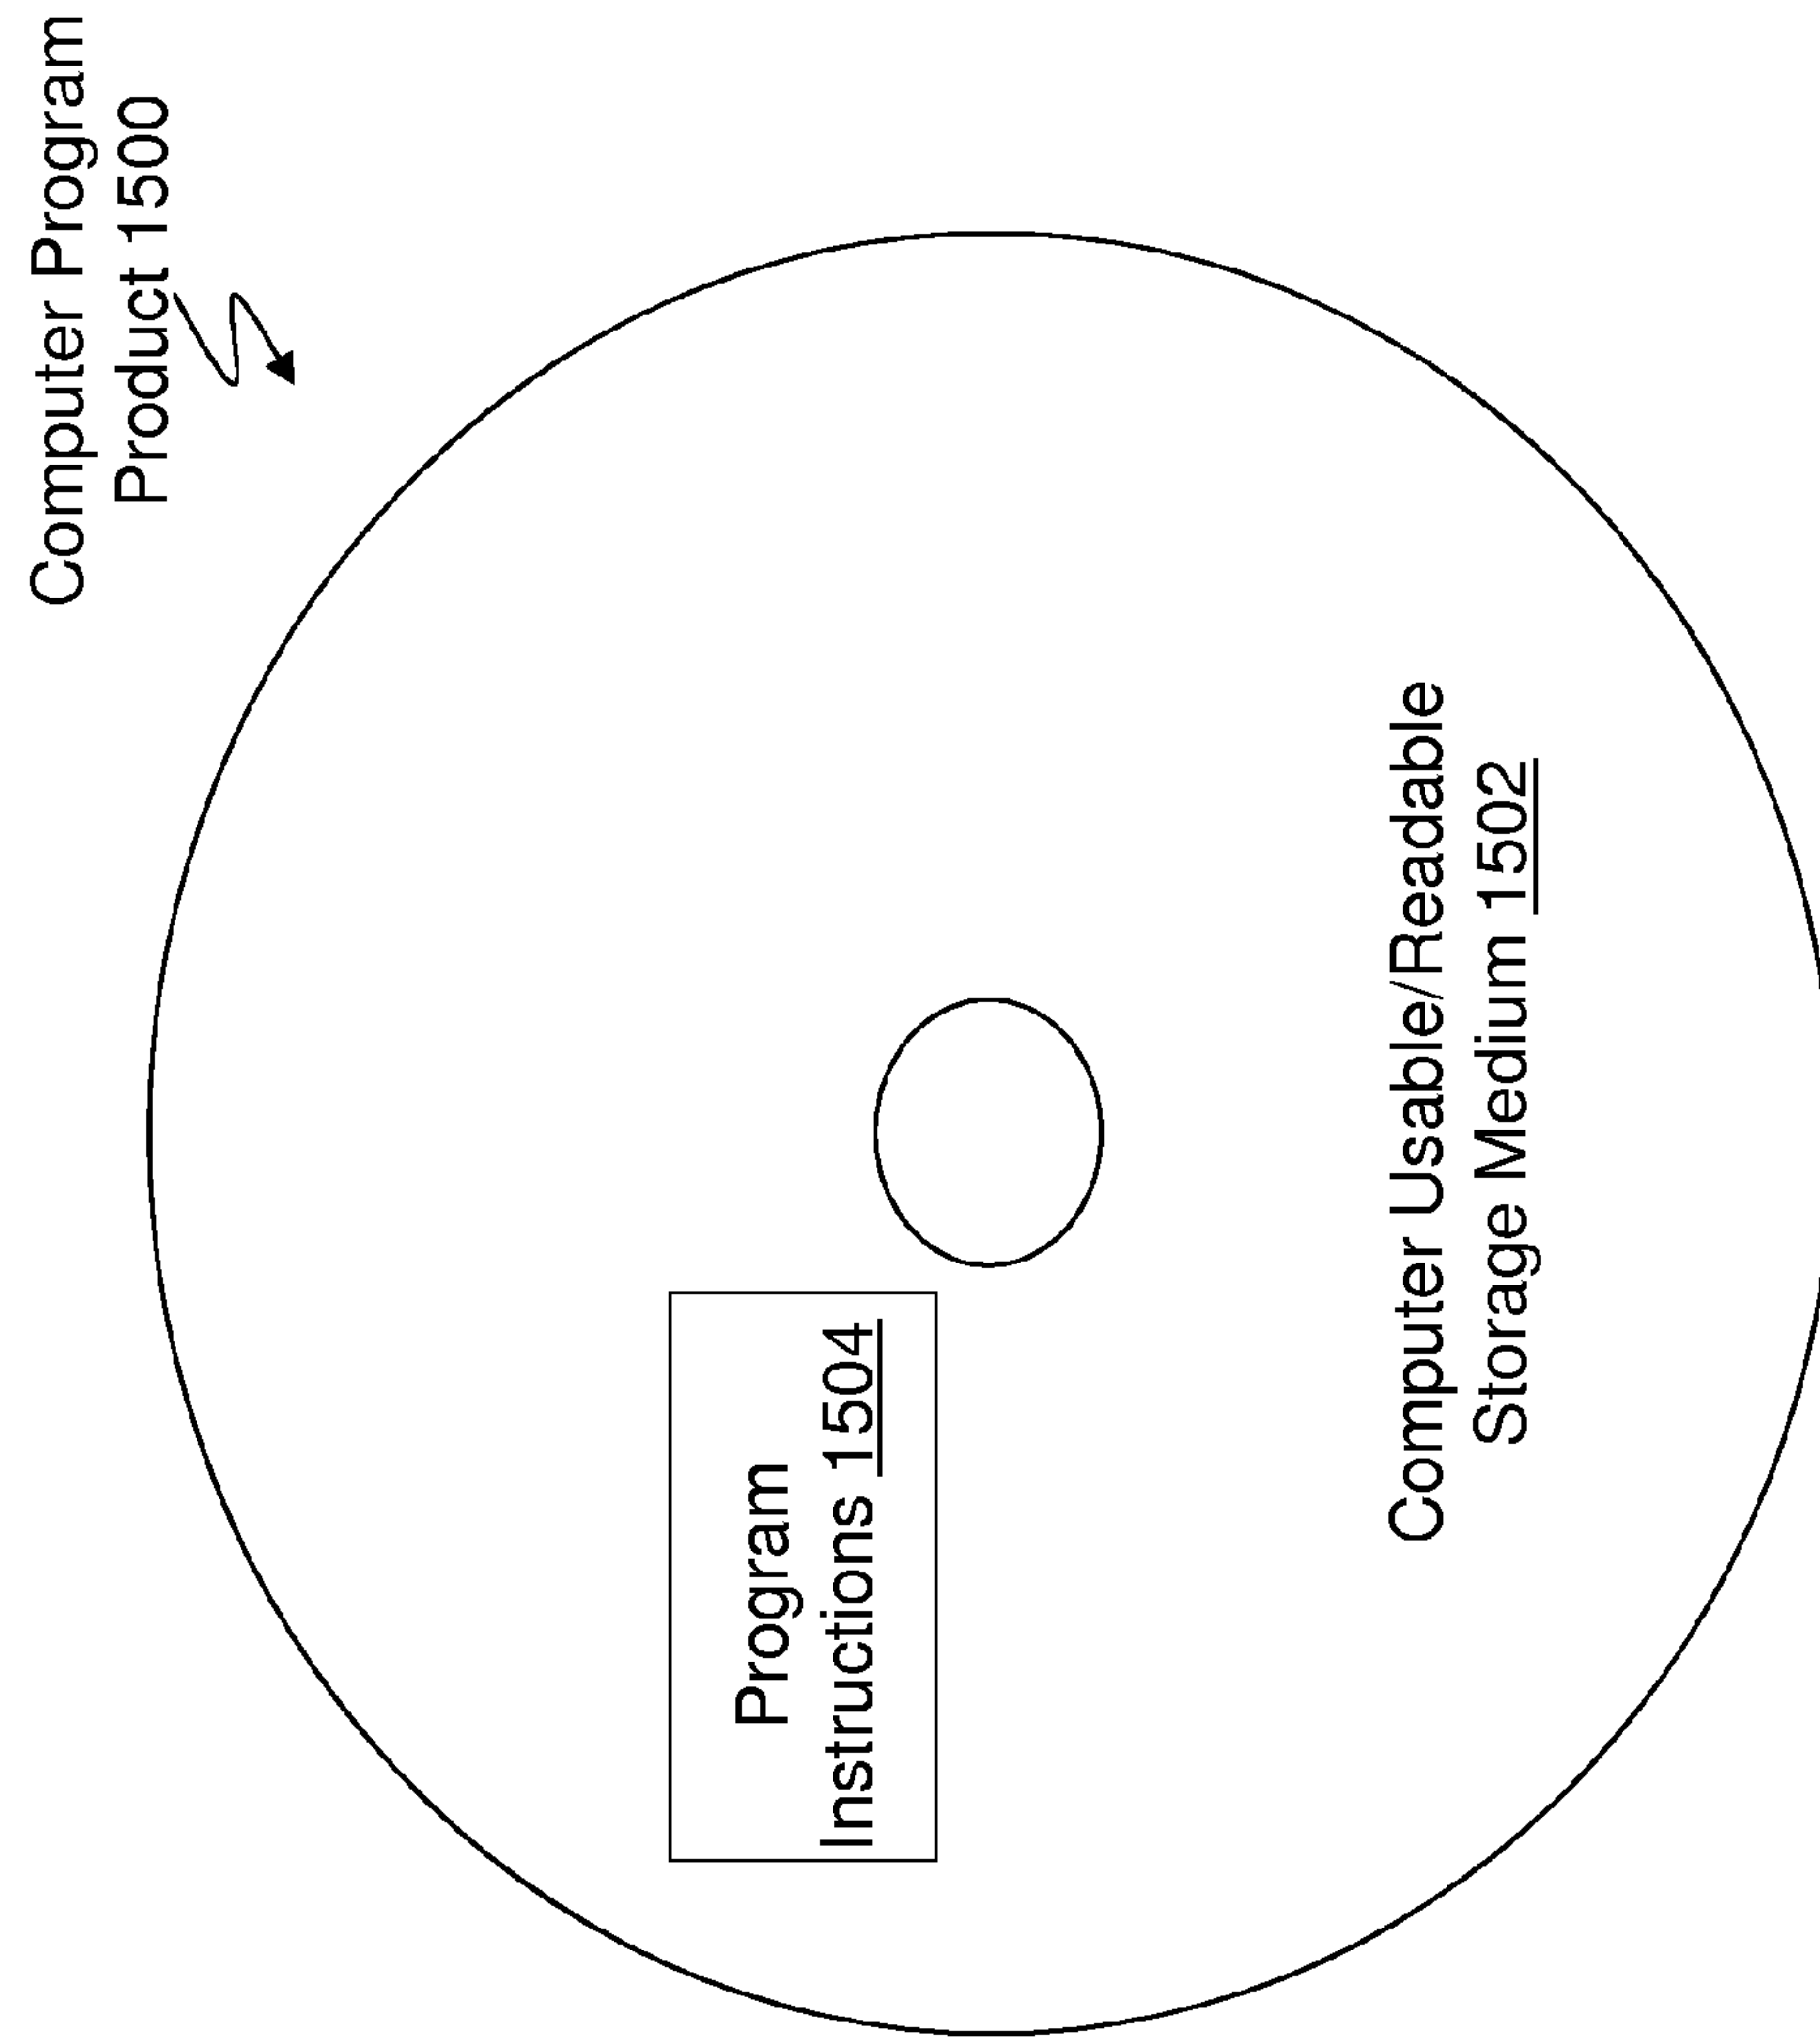 Computer Program
Product 1500
Program
Instructions 1504
Computer Usable/Readable
Storage Medium 1502